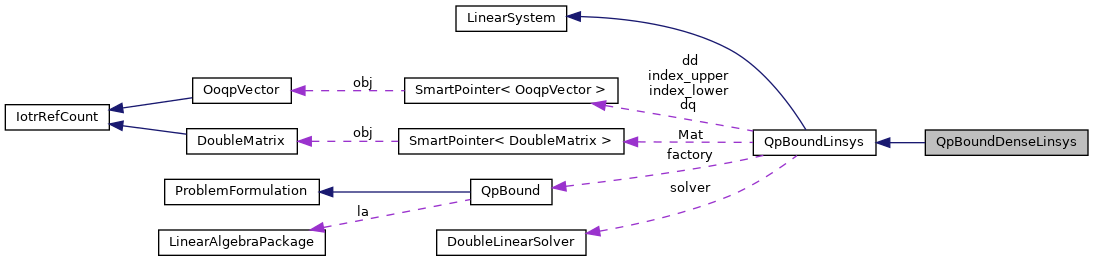 LinearSystem
dd
OoqpVector
obj
SmartPointer< OoqpVector >
index_upper
index_lower
dq
IotrRefCount
DoubleMatrix
obj
SmartPointer< DoubleMatrix >
Mat
QpBoundLinsys
QpBoundDenseLinsys
factory
ProblemFormulation
QpBound
solver
la
LinearAlgebraPackage
DoubleLinearSolver